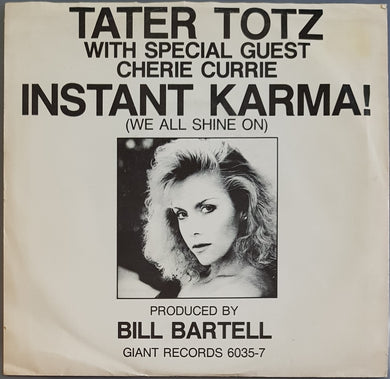 TATER TOTZ
WITH SPECIAL GUEST
CHERIE CURRIE
INSTANT KARMA!
(WE ALL SHINE ON)
PRODUCED BY
BILL BARTELL
GIANT RECORDS 6035-7